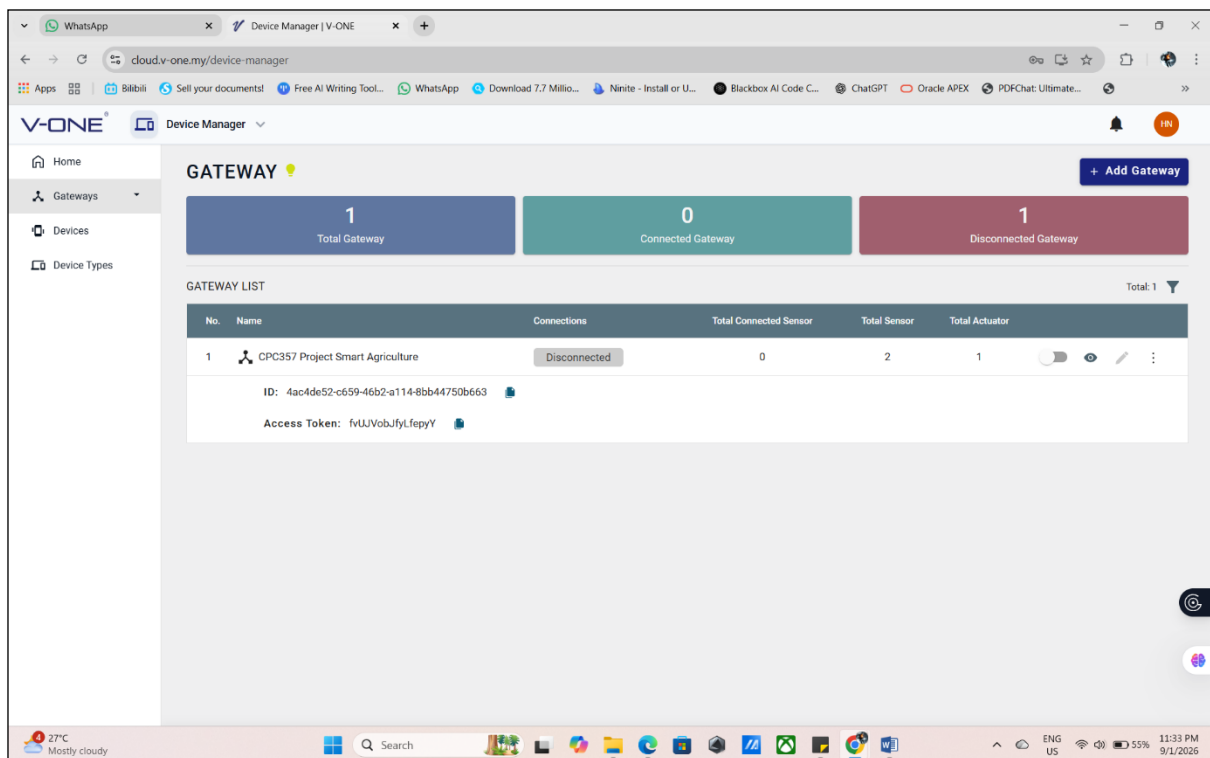 WhatsApp
Device Manager | V-ONE
cloud.v-one.my/device-manager
Apps
Bilibili
Sell your documents!
Free AI Writing Tool...
WhatsApp
Download 7.7 Millio...
Ninite - Install or U...
Blackbox AI Code C...
ChatGPT
Oracle APEX
PDFChat: Ultimate...
V-ONE
Device Manager
HN
Home
Gateways
Devices
Device Types
GATEWAY
+ Add Gateway
1
Total Gateway
0
Connected Gateway
1
Disconnected Gateway
GATEWAY LIST
Total: 1
No. Name Connections Total Connected Sensor Total Sensor Total Actuator
1 CPC357 Project Smart Agriculture Disconnected 0 2 1
ID: 4ac4de52-c659-46b2-a114-8bb44750b663
Access Token: fvUJVobJfyLfepyY
4
27°C
Mostly cloudy
Search
ENG
US
55%
11:33 PM
9/1/2026